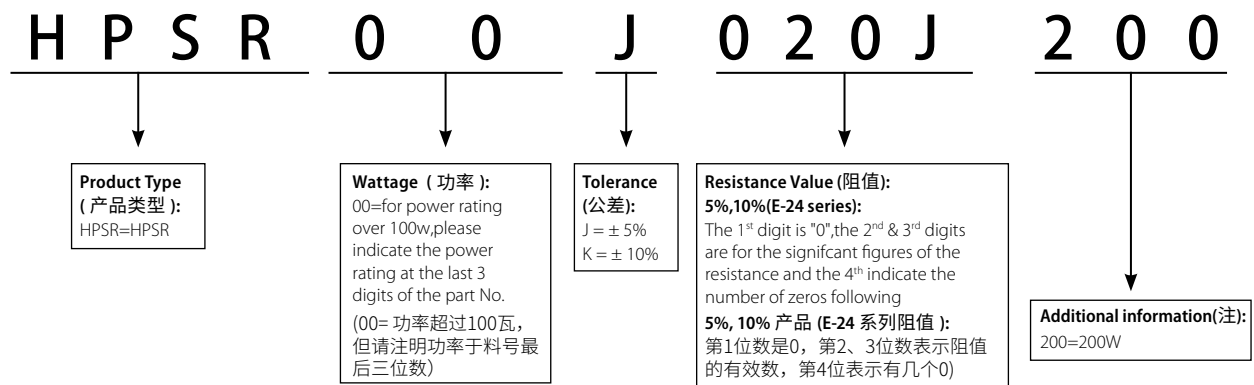 H P S R 0 0 J 0 2 0 J 2 0 0
Product Type
( 产品类型 ):
HPSR=HPSR
Wattage ( 功率 ):
00=for power rating
over 100w,please
indicate the power
rating at the last 3
digits of the part No.
(00= 功率超过100瓦，
但请注明功率于料号最
后三位数）
Tolerance
(公差):
J = ± 5%
K = ± 10%
Resistance Value (阻值):
5%,10%(E-24 series):
The 1st digit is "0",the 2nd & 3rd digits
are for the signifcant figures of the
resistance and the 4th indicate the
number of zeros following
5%, 10% 产品 (E-24 系列阻值 ):
第1位数是0，第2、3位数表示阻值
的有效数，第4位表示有几个0)
Additional information(注):
200=200W